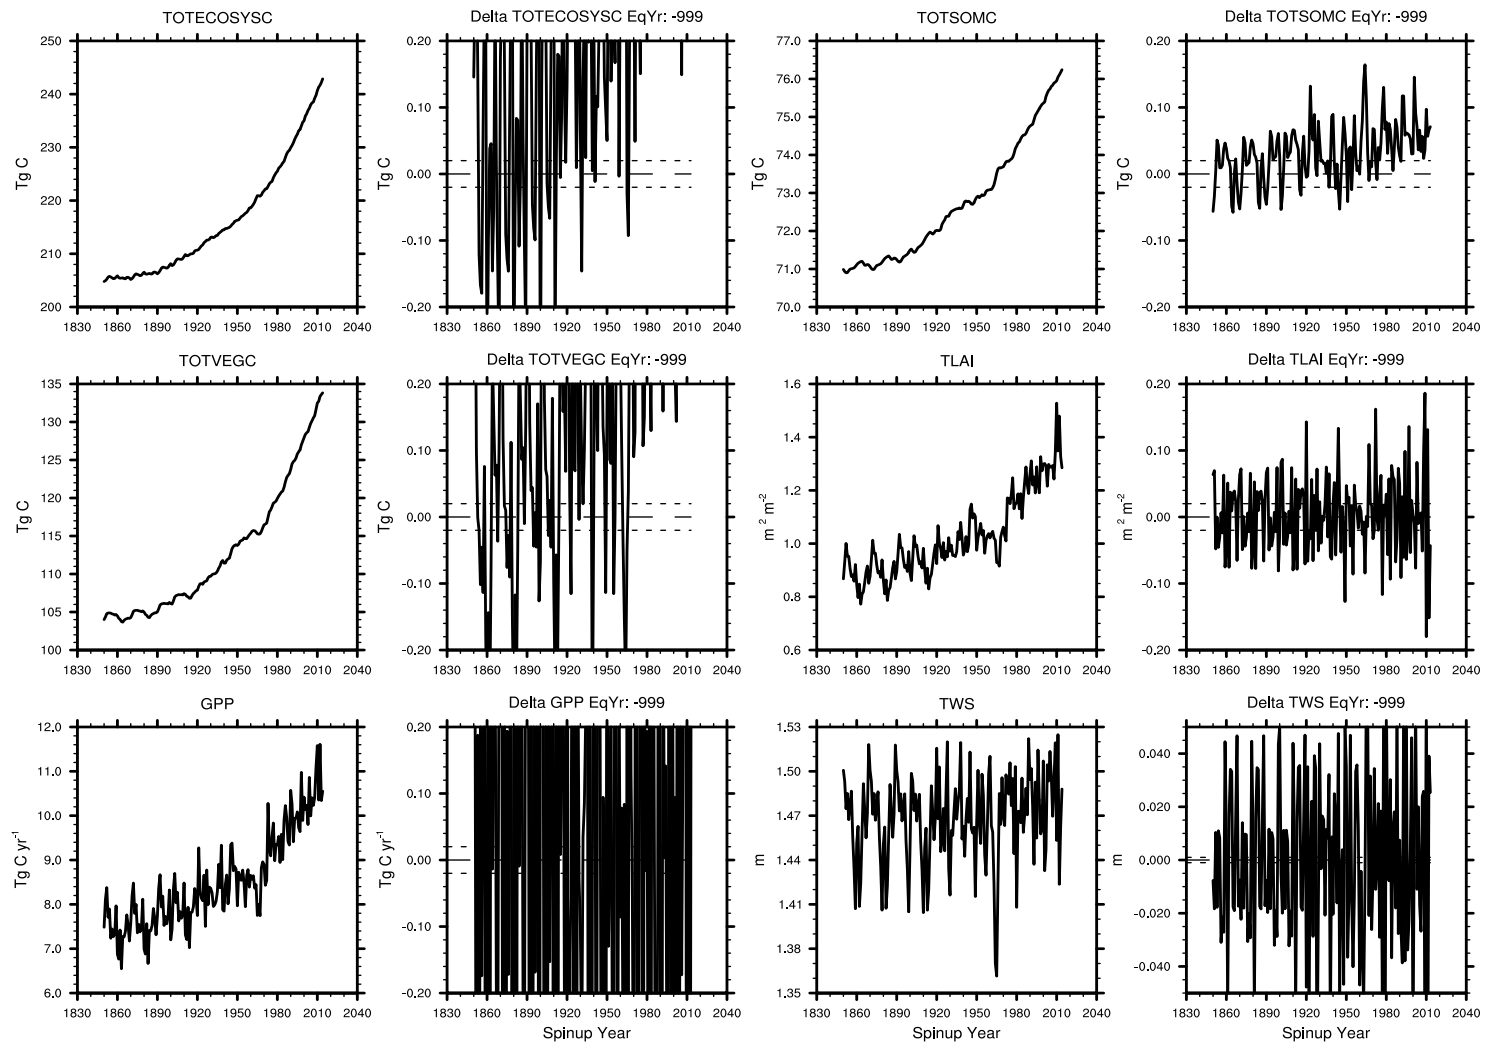 TOTECOSYSC
Delta TOTECOSYSC EqYr: -999
TOTSOMC
Delta TOTSOMC EqYr: -999
250
240
230
220
210
200
Tg C
1830 1860 1890 1920 1950 1980 2010 2040
0.20
0.10
0.00
-0.10
-0.20
Tg C
1830 1860 1890 1920 1950 1980 2010 2040
77.0
76.0
75.0
74.0
73.0
72.0
71.0
70.0
Tg C
1830 1860 1890 1920 1950 1980 2010 2040
0.20
0.10
0.00
-0.10
-0.20
Tg C
1830 1860 1890 1920 1950 1980 2010 2040
TOTVEGC
Delta TOTVEGC EqYr: -999
TLAI
Delta TLAI EqYr: -999
135
130
125
120
115
110
105
100
Tg C
1830 1860 1890 1920 1950 1980 2010 2040
0.20
0.10
0.00
-0.10
-0.20
Tg C
1830 1860 1890 1920 1950 1980 2010 2040
1.6
1.4
1.2
1.0
0.8
0.6
m 2 m-2
1830 1860 1890 1920 1950 1980 2010 2040
0.20
0.10
0.00
-0.10
-0.20
m 2 m-2
1830 1860 1890 1920 1950 1980 2010 2040
GPP
Delta GPP EqYr: -999
TWS
Delta TWS EqYr: -999
12.0
11.0
10.0
9.0
8.0
7.0
6.0
Tg C yr-1
1830 1860 1890 1920 1950 1980 2010 2040
0.20
0.10
0.00
-0.10
-0.20
Tg C yr-1
1830 1860 1890 1920 1950 1980 2010 2040
Spinup Year
1.53
1.50
1.47
1.44
1.41
1.38
1.35
m
1830 1860 1890 1920 1950 1980 2010 2040
0.040
0.020
0.000
-0.020
-0.040
m
1830 1860 1890 1920 1950 1980 2010 2040
Spinup Year